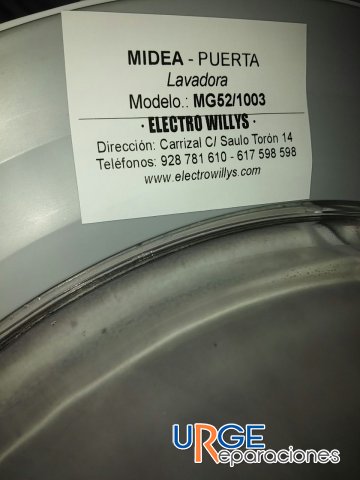 MIDEA - PUERTA
Lavadora
Modelo.: MG52/1003
· ELECTRO WILLYS ·
Dirección: Carrizal C/ Saulo Torón 14
Teléfonos: 928 781 610 - 617 598 598
www.electrowillys.com
URGE
Reparaciones